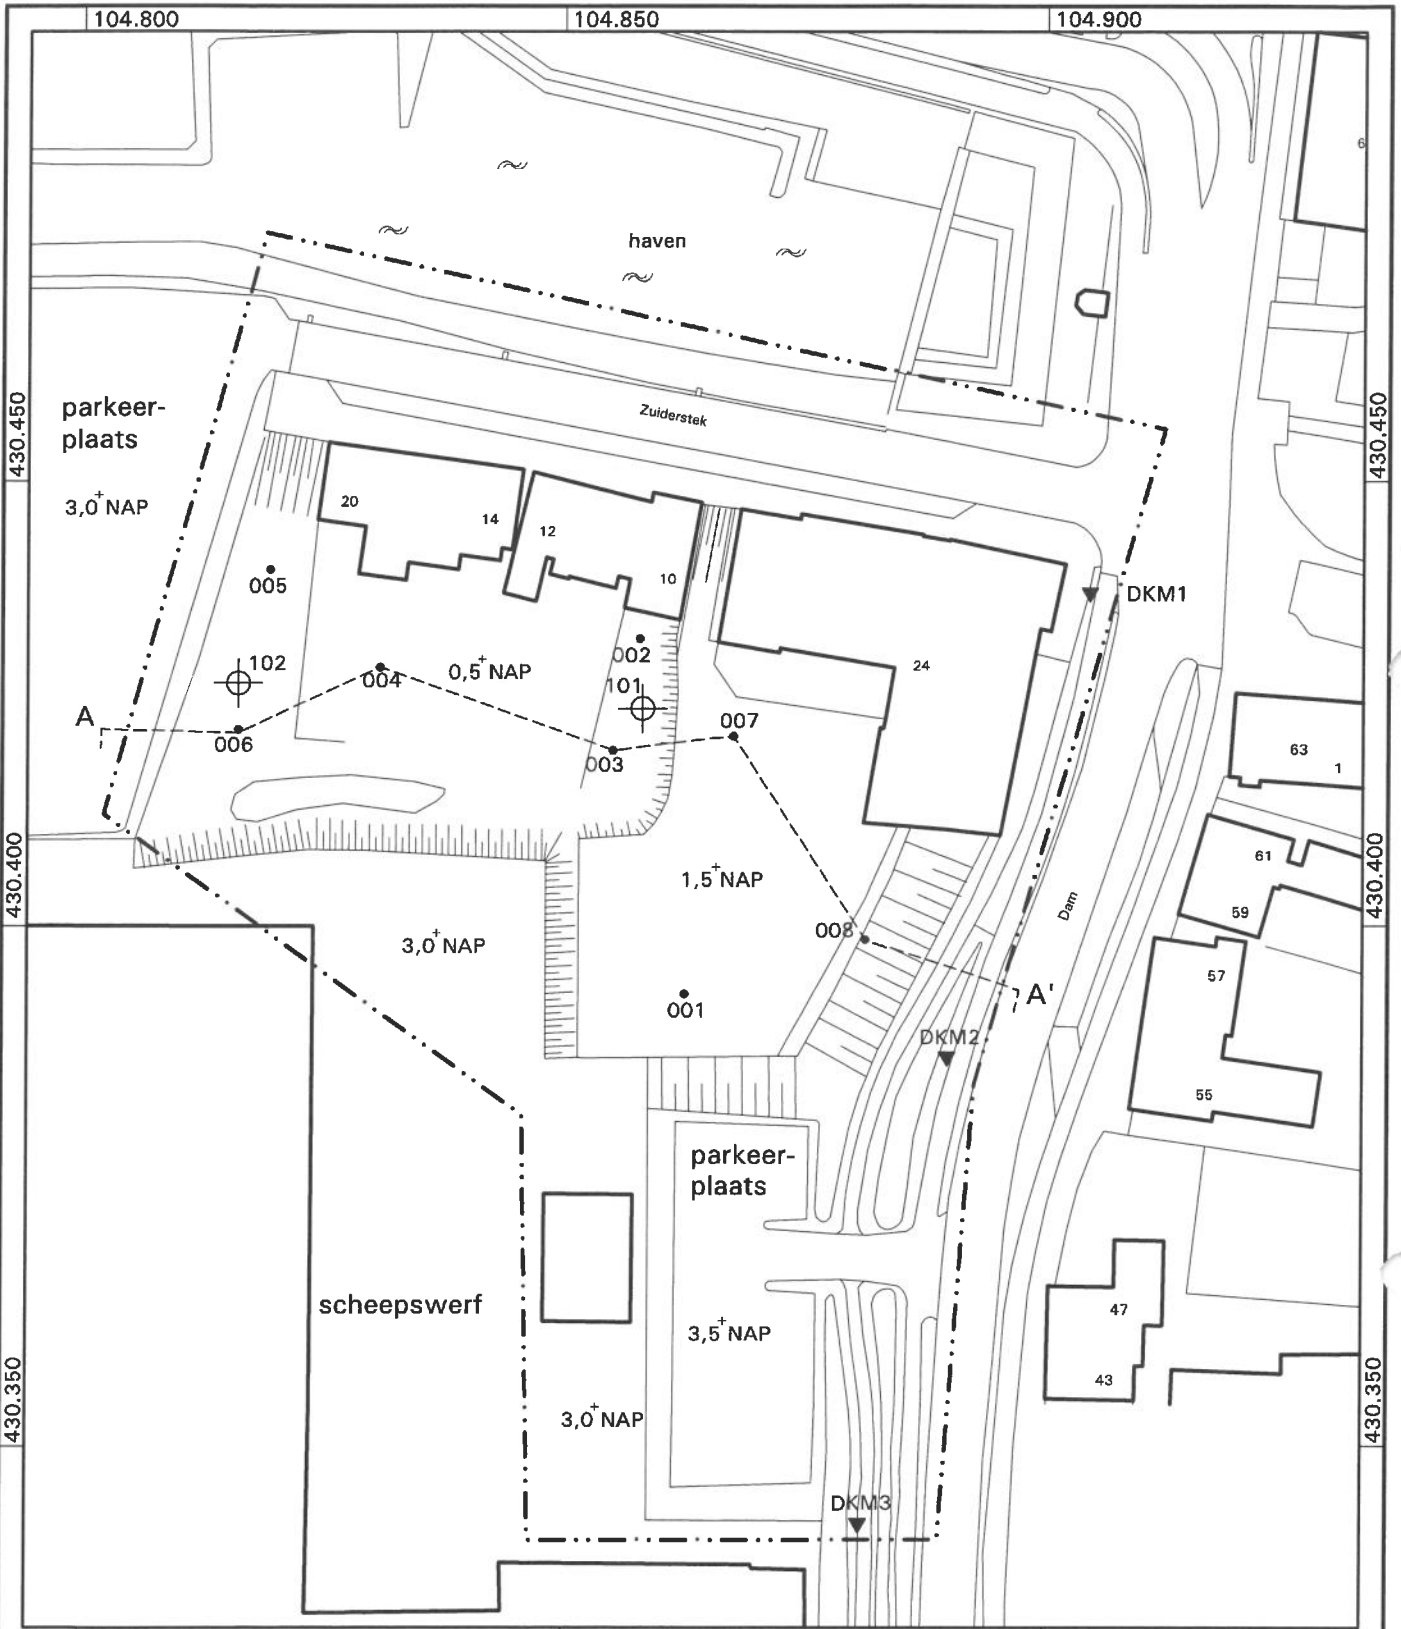 104.800
104.850
104.900
6
haven
430.450
430.450
parkeer-
plaats
3,0+NAP
Zuiderstek
20
14
12
10
005
DKM1
002
102
004
0,5+NAP
101
24
A
006
003
007
63
1
430.400
430.400
1,5+NAP
61
59
Dam
3,0+NAP
008
57
A'
001
DKM2
55
parkeer-
plaats
scheepswerf
3,5+NAP
47
43
430.350
430.350
3,0+NAP
DKM3